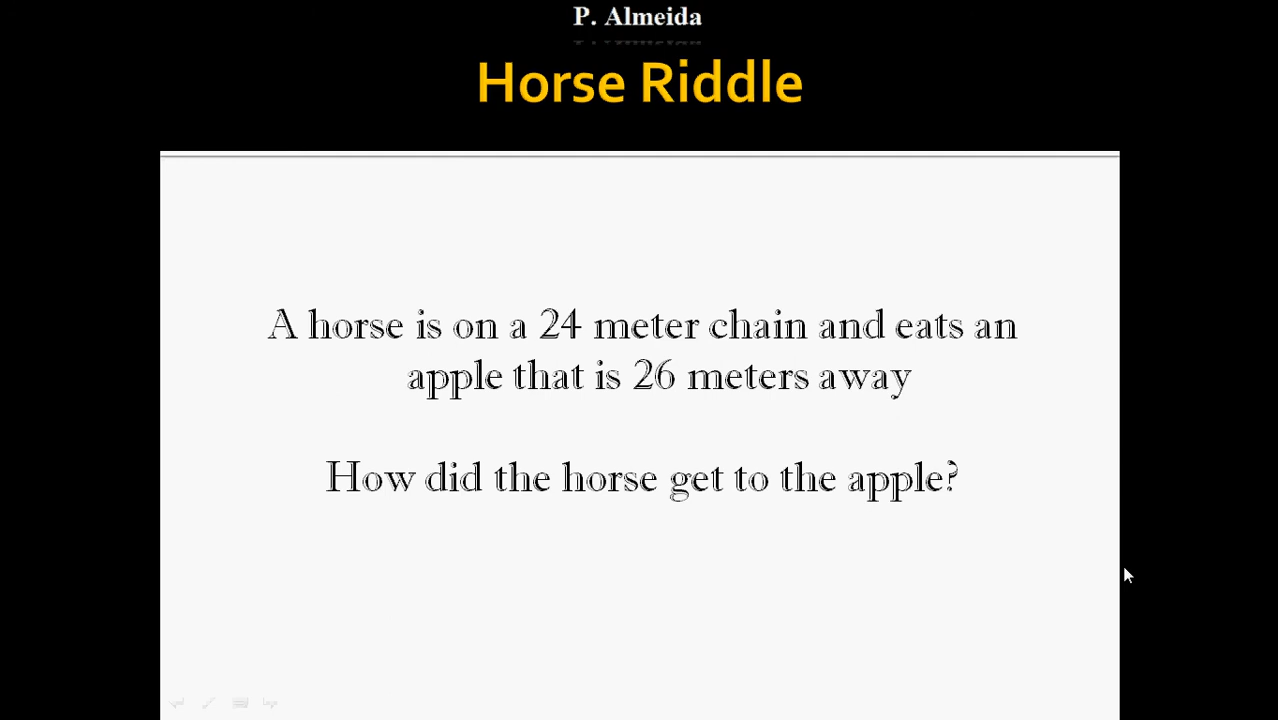 P. Almeida
Horse Riddle
A horse is on a 24 meter chain and eats an
apple that is 26 meters away
How did the horse get to the apple?